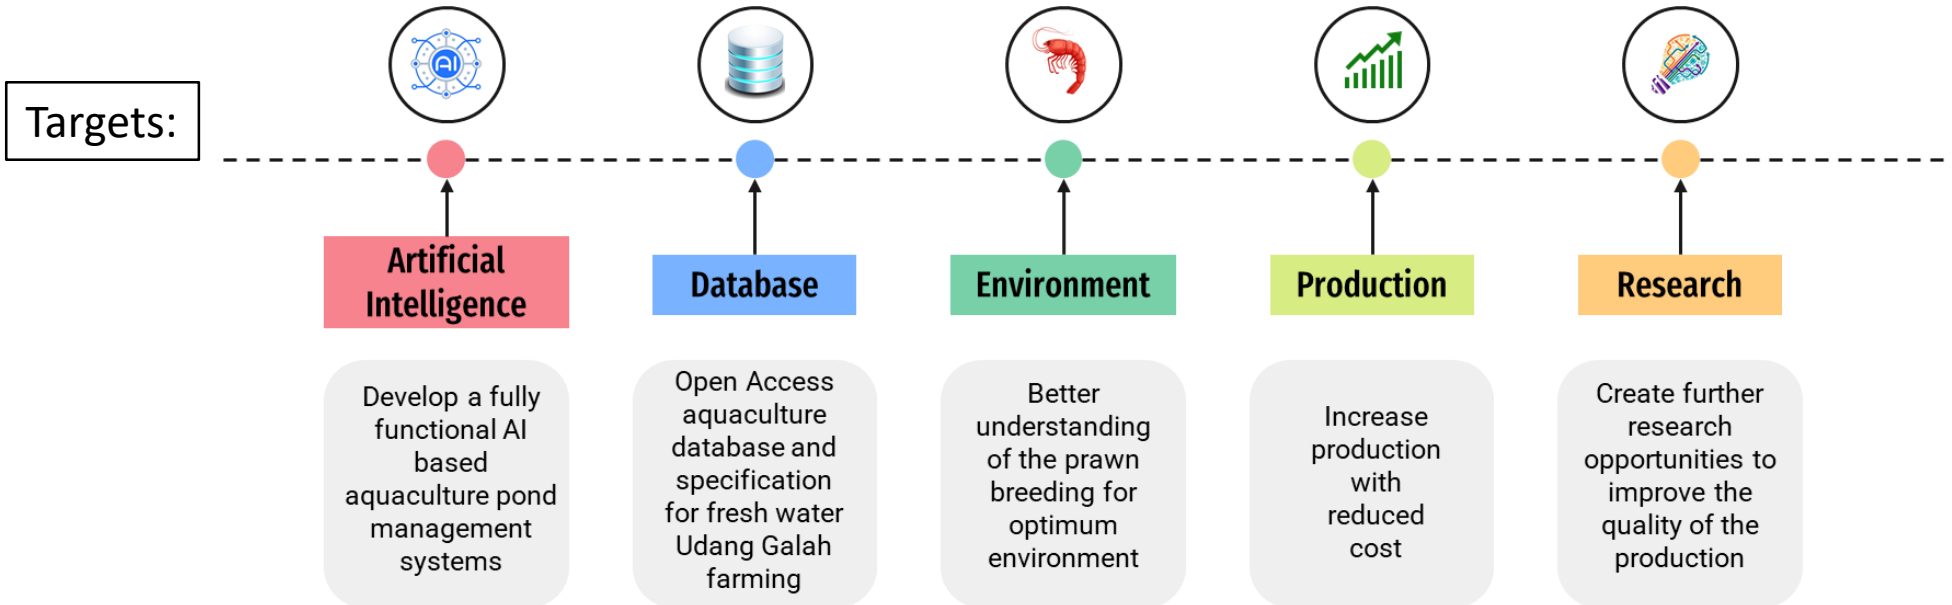 Targets:
AI
Artificial
Intelligence
Develop a fully
functional AI
based
aquaculture pond
management
systems
Database
Open Access
aquaculture
database and
specification
for fresh water
Udang Galah
farming
Environment
Better
understanding
of the prawn
breeding for
optimum
environment
Production
Increase
production
with
reduced
cost
Research
Create further
research
opportunities to
improve the
quality of the
production